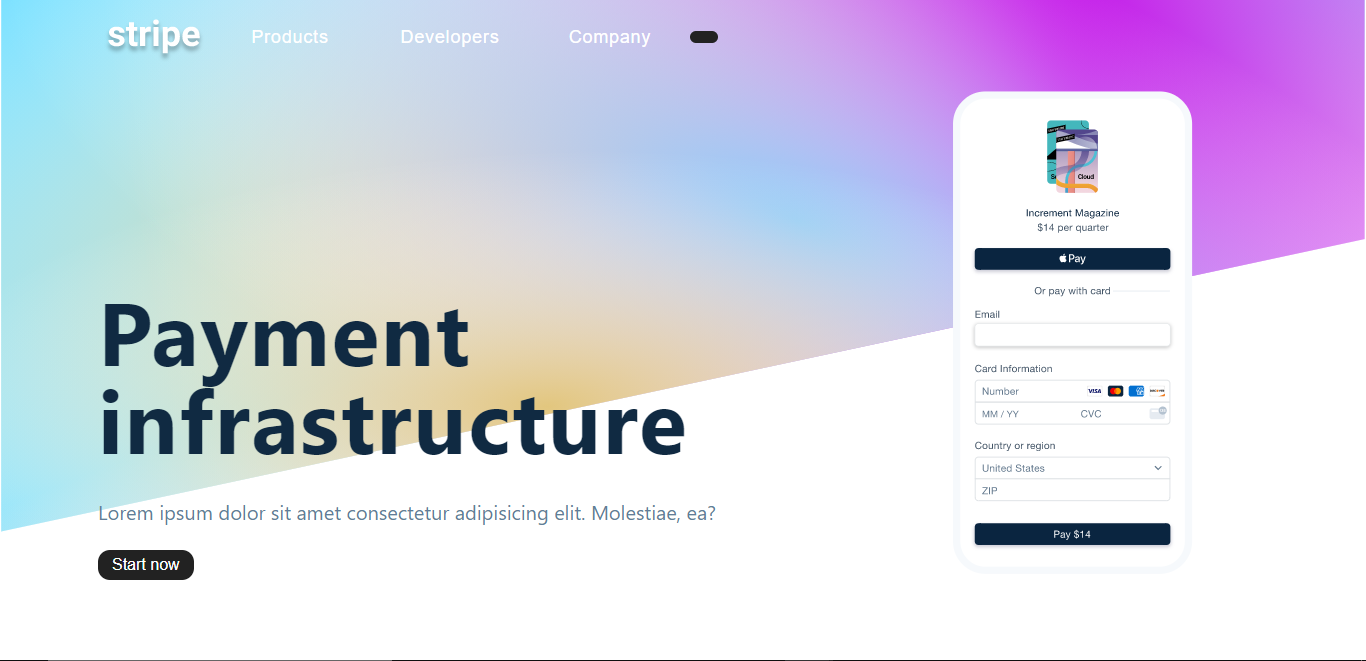 stripe
Products
Developers
Company
Payment
infrastructure
Lorem ipsum dolor sit amet consectetur adipisicing elit. Molestiae, ea?
Start now
Cloud
Increment Magazine
$14 per quarter
Pay
Or pay with card
Email
Card Information
Number
VISA
MM / YY
CVC
Country or region
United States
ZIP
Pay $14